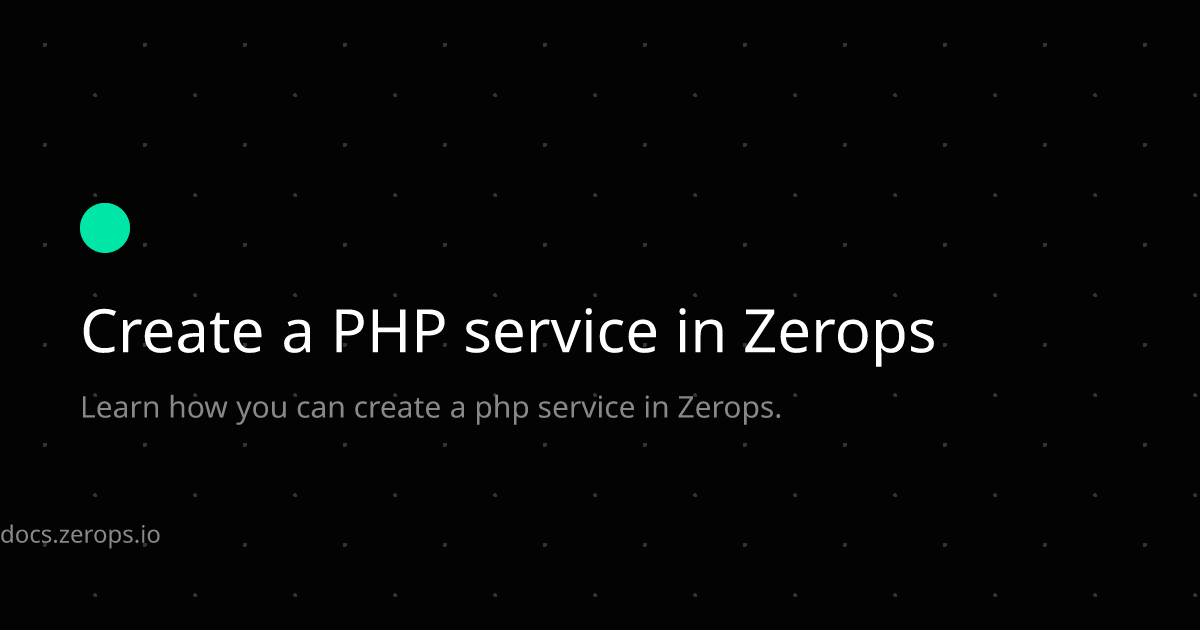 Create a PHP service in Zerops
Learn how you can create a php service in Zerops.
docs.zerops.io